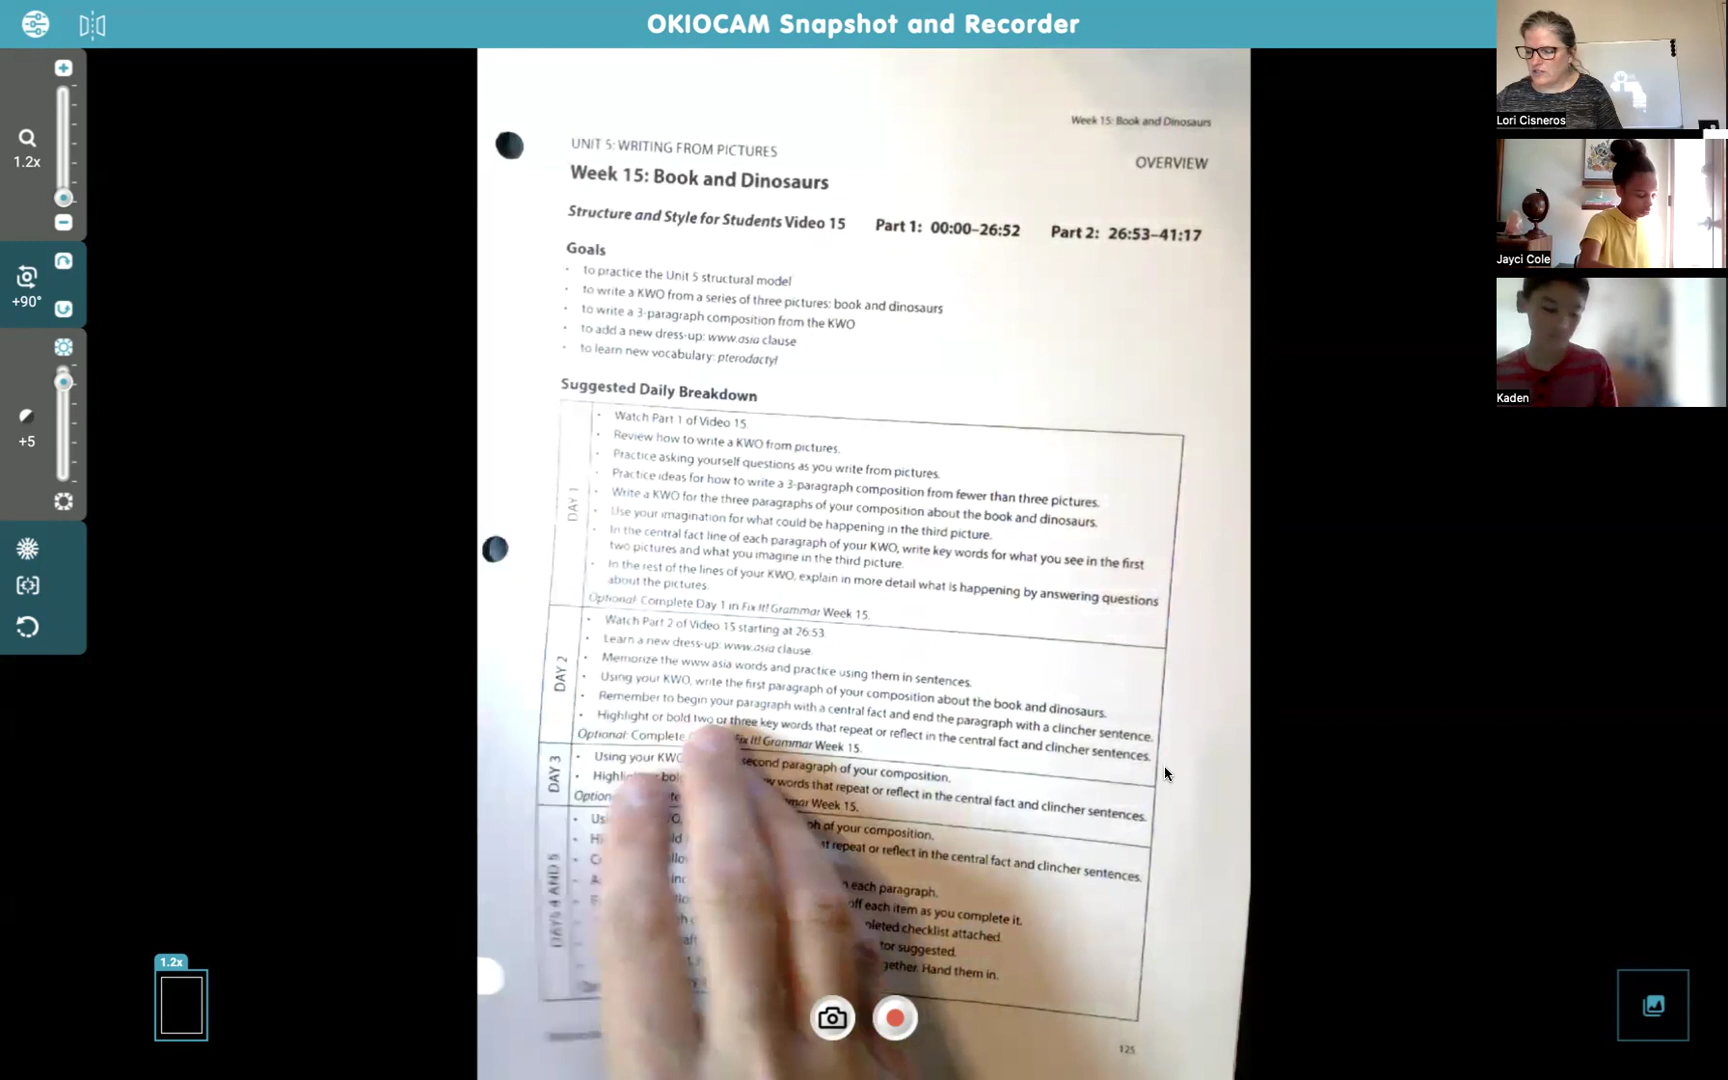 OKIOCAM Snapshot and Recorder
1.2x
+90°
+5
1.2x
Lori Cisneros
Jayci Cole
Kaden
Week 15: Book and Dinosaurs
UNIT 5: WRITING FROM PICTURES
OVERVIEW
Week 15: Book and Dinosaurs
Structure and Style for Students Video 15 Part 1: 00:00–26:52 Part 2: 26:53–41:17
Goals
· to practice the Unit 5 structural model
· to write a KWO from a series of three pictures: book and dinosaurs
· to write a 3-paragraph composition from the KWO
· to add a new dress-up: www.asia clause
· to learn new vocabulary: pterodactyl
Suggested Daily Breakdown
DAY 1
· Watch Part 1 of Video 15.
· Review how to write a KWO from pictures.
· Practice asking yourself questions as you write from pictures.
· Practice ideas for how to write a 3-paragraph composition from fewer than three pictures.
· Write a KWO for the three paragraphs of your composition about the book and dinosaurs.
· Use your imagination for what could be happening in the third picture.
· In the central fact line of each paragraph of your KWO, write key words for what you see in the first
two pictures and what you imagine in the third picture.
· In the rest of the lines of your KWO, explain in more detail what is happening by answering questions
about the pictures.
Optional: Complete Day 1 in Fix It! Grammar Week 15.
DAY 2
· Watch Part 2 of Video 15 starting at 26:53.
· Learn a new dress-up: www.asia clause.
· Memorize the www.asia words and practice using them in sentences.
· Using your KWO, write the first paragraph of your composition about the book and dinosaurs.
· Remember to begin your paragraph with a central fact and end the paragraph with a clincher sentence.
· Highlight or bold two or three key words that repeat or reflect in the central fact and clincher sentences.
Optional: Complete Fix It! Grammar Week 15.
DAY 3
· Using your KWO second paragraph of your composition.
· words that repeat or reflect in the central fact and clincher sentences.
Week 15.
DAYS 4 AND 5
of your composition.
repeat or reflect in the central fact and clincher sentences.
each paragraph.
off each item as you complete it.
checklist attached.
suggested.
Hand them in.
125